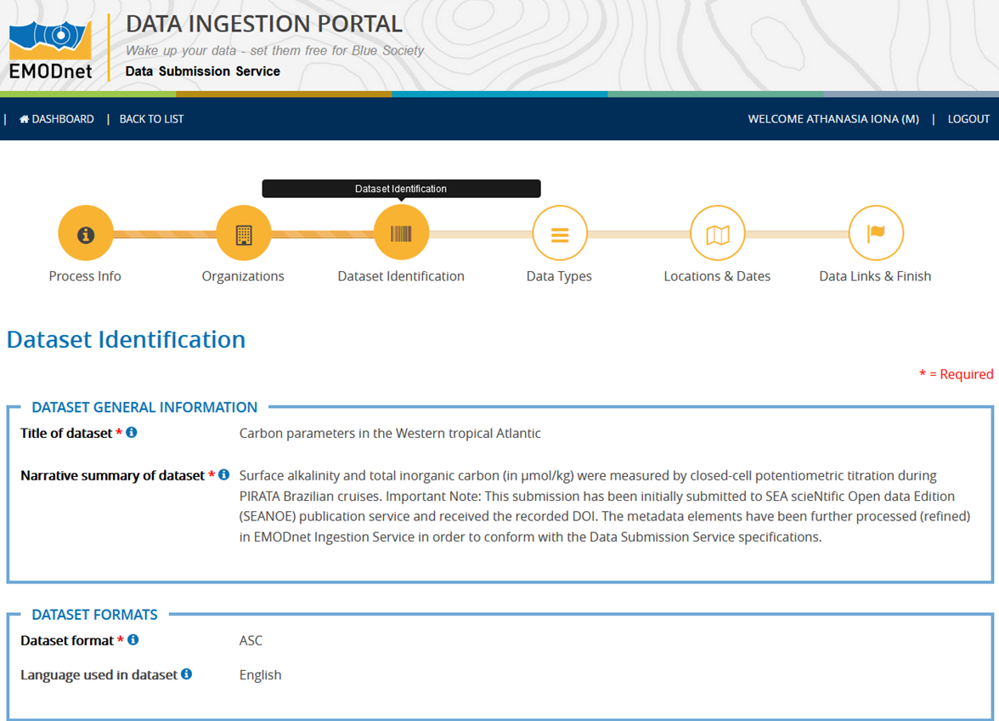 DATA INGESTION PORTAL
Wake up your data - set them free for Blue Society
EMODnet
Data Submission Service
| DASHBOARD | BACK TO LIST WELCOME ATHANASIA IONA (M) | LOGOUT
Dataset Identification
Process Info Organizations Dataset Identification Data Types Locations & Dates Data Links & Finish
Dataset Identification
* = Required
DATASET GENERAL INFORMATION
Title of dataset * Carbon parameters in the Western tropical Atlantic
Narrative summary of dataset * Surface alkalinity and total inorganic carbon (in µmol/kg) were measured by closed-cell potentiometric titration during
PIRATA Brazilian cruises. Important Note: This submission has been initially submitted to SEA scieNtific Open data Edition
(SEANOE) publication service and received the recorded DOI. The metadata elements have been further processed (refined)
in EMODnet Ingestion Service in order to conform with the Data Submission Service specifications.
DATASET FORMATS
Dataset format * ASC
Language used in dataset English